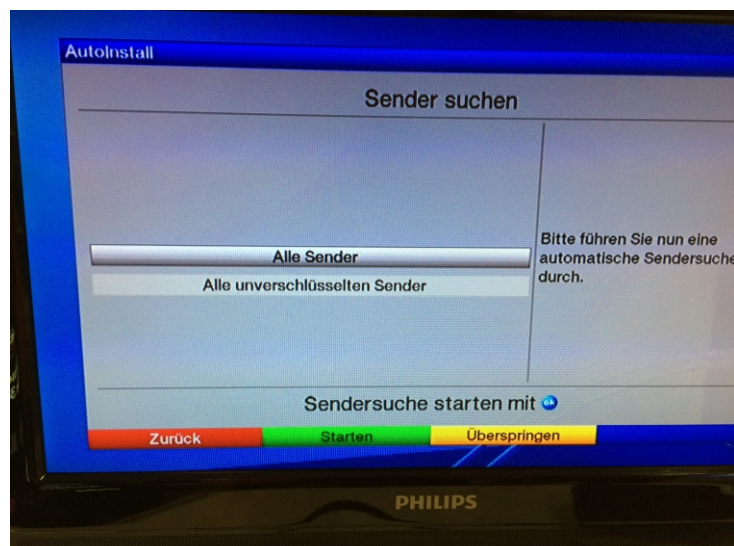 AutoInstall
Sender suchen
Alle Sender
Alle unverschlüsselten Sender
Bitte führen Sie nun eine
automatische Sendersuche
durch.
Sendersuche starten mit ok
Zurück
Starten
Überspringen
PHILIPS